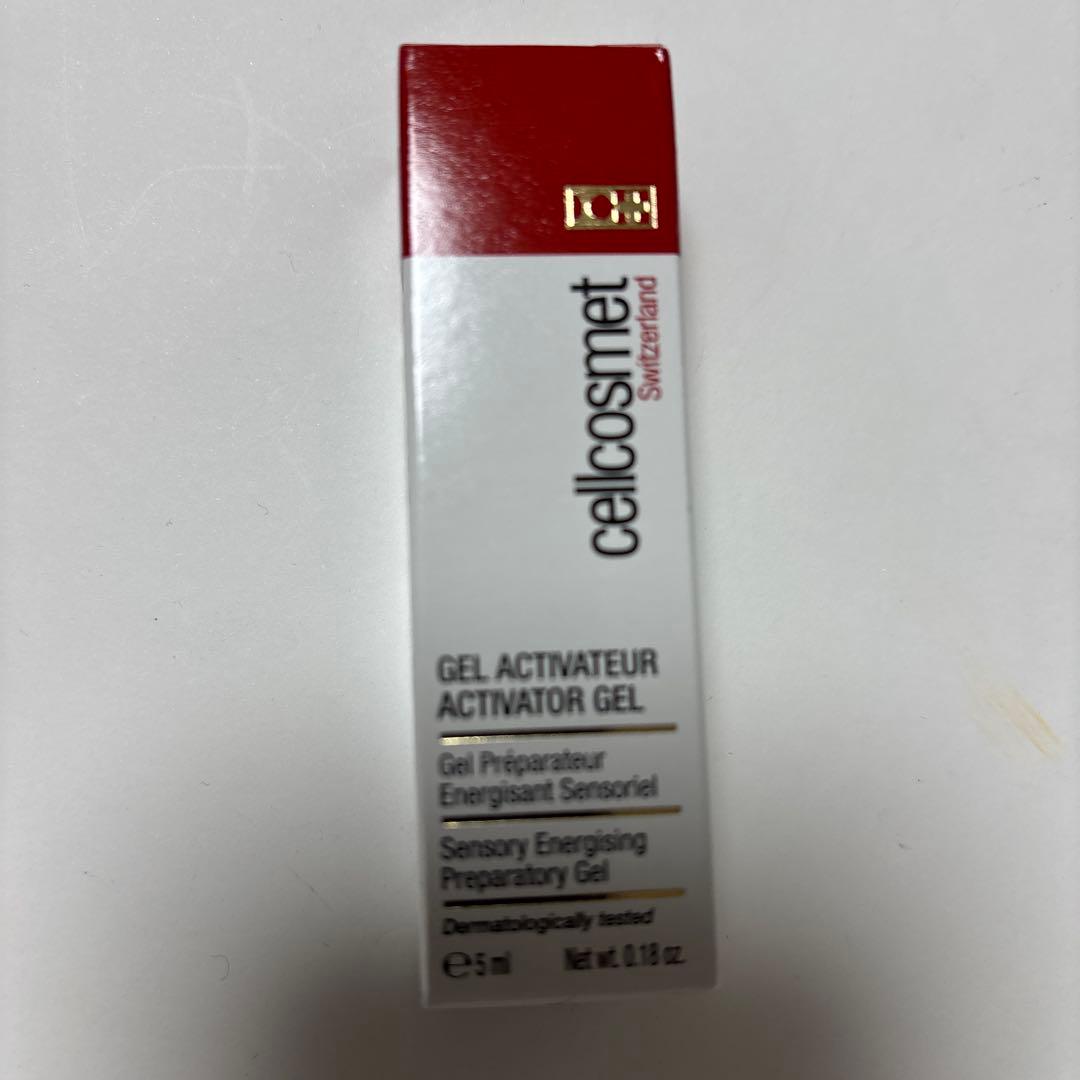 cellcosmet
Switzerland
GEL ACTIVATEUR
ACTIVATOR GEL
Gel Préparateur
Energisant Sensoriel
Sensory Energising
Preparatory Gel
Dermatologically tested
℮5 ml Net wt. 0.18 oz.